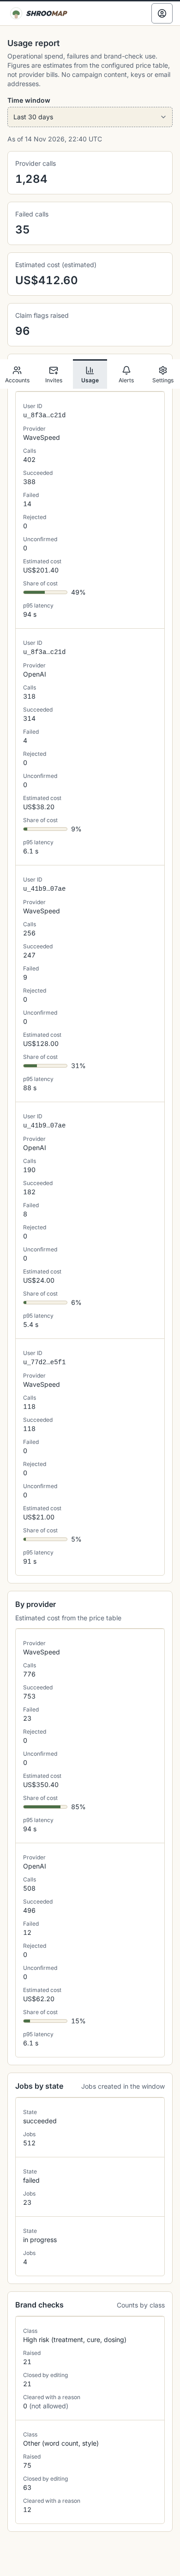 SHROOMAP
Usage report
Operational spend, failures and brand-check use.
Figures are estimates from the configured price table,
not provider bills. No campaign content, keys or email
addresses.
Time window
Last 30 days
As of 14 Nov 2026, 22:40 UTC
Provider calls
1,284
Failed calls
35
Estimated cost (estimated)
US$412.60
Claim flags raised
96
Accounts
Invites
Usage
Alerts
Settings
User ID
u_8f3a…c21d
Provider
WaveSpeed
Calls
402
Succeeded
388
Failed
14
Rejected
0
Unconfirmed
0
Estimated cost
US$201.40
Share of cost
49%
p95 latency
94 s
User ID
u_8f3a…c21d
Provider
OpenAI
Calls
318
Succeeded
314
Failed
4
Rejected
0
Unconfirmed
0
Estimated cost
US$38.20
Share of cost
9%
p95 latency
6.1 s
User ID
u_41b9…07ae
Provider
WaveSpeed
Calls
256
Succeeded
247
Failed
9
Rejected
0
Unconfirmed
0
Estimated cost
US$128.00
Share of cost
31%
p95 latency
88 s
User ID
u_41b9…07ae
Provider
OpenAI
Calls
190
Succeeded
182
Failed
8
Rejected
0
Unconfirmed
0
Estimated cost
US$24.00
Share of cost
6%
p95 latency
5.4 s
User ID
u_77d2…e5f1
Provider
WaveSpeed
Calls
118
Succeeded
118
Failed
0
Rejected
0
Unconfirmed
0
Estimated cost
US$21.00
Share of cost
5%
p95 latency
91 s
By provider
Estimated cost from the price table
Provider
WaveSpeed
Calls
776
Succeeded
753
Failed
23
Rejected
0
Unconfirmed
0
Estimated cost
US$350.40
Share of cost
85%
p95 latency
94 s
Provider
OpenAI
Calls
508
Succeeded
496
Failed
12
Rejected
0
Unconfirmed
0
Estimated cost
US$62.20
Share of cost
15%
p95 latency
6.1 s
Jobs by state Jobs created in the window
State
succeeded
Jobs
512
State
failed
Jobs
23
State
in progress
Jobs
4
Brand checks Counts by class
Class
High risk (treatment, cure, dosing)
Raised
21
Closed by editing
21
Cleared with a reason
0 (not allowed)
Class
Other (word count, style)
Raised
75
Closed by editing
63
Cleared with a reason
12